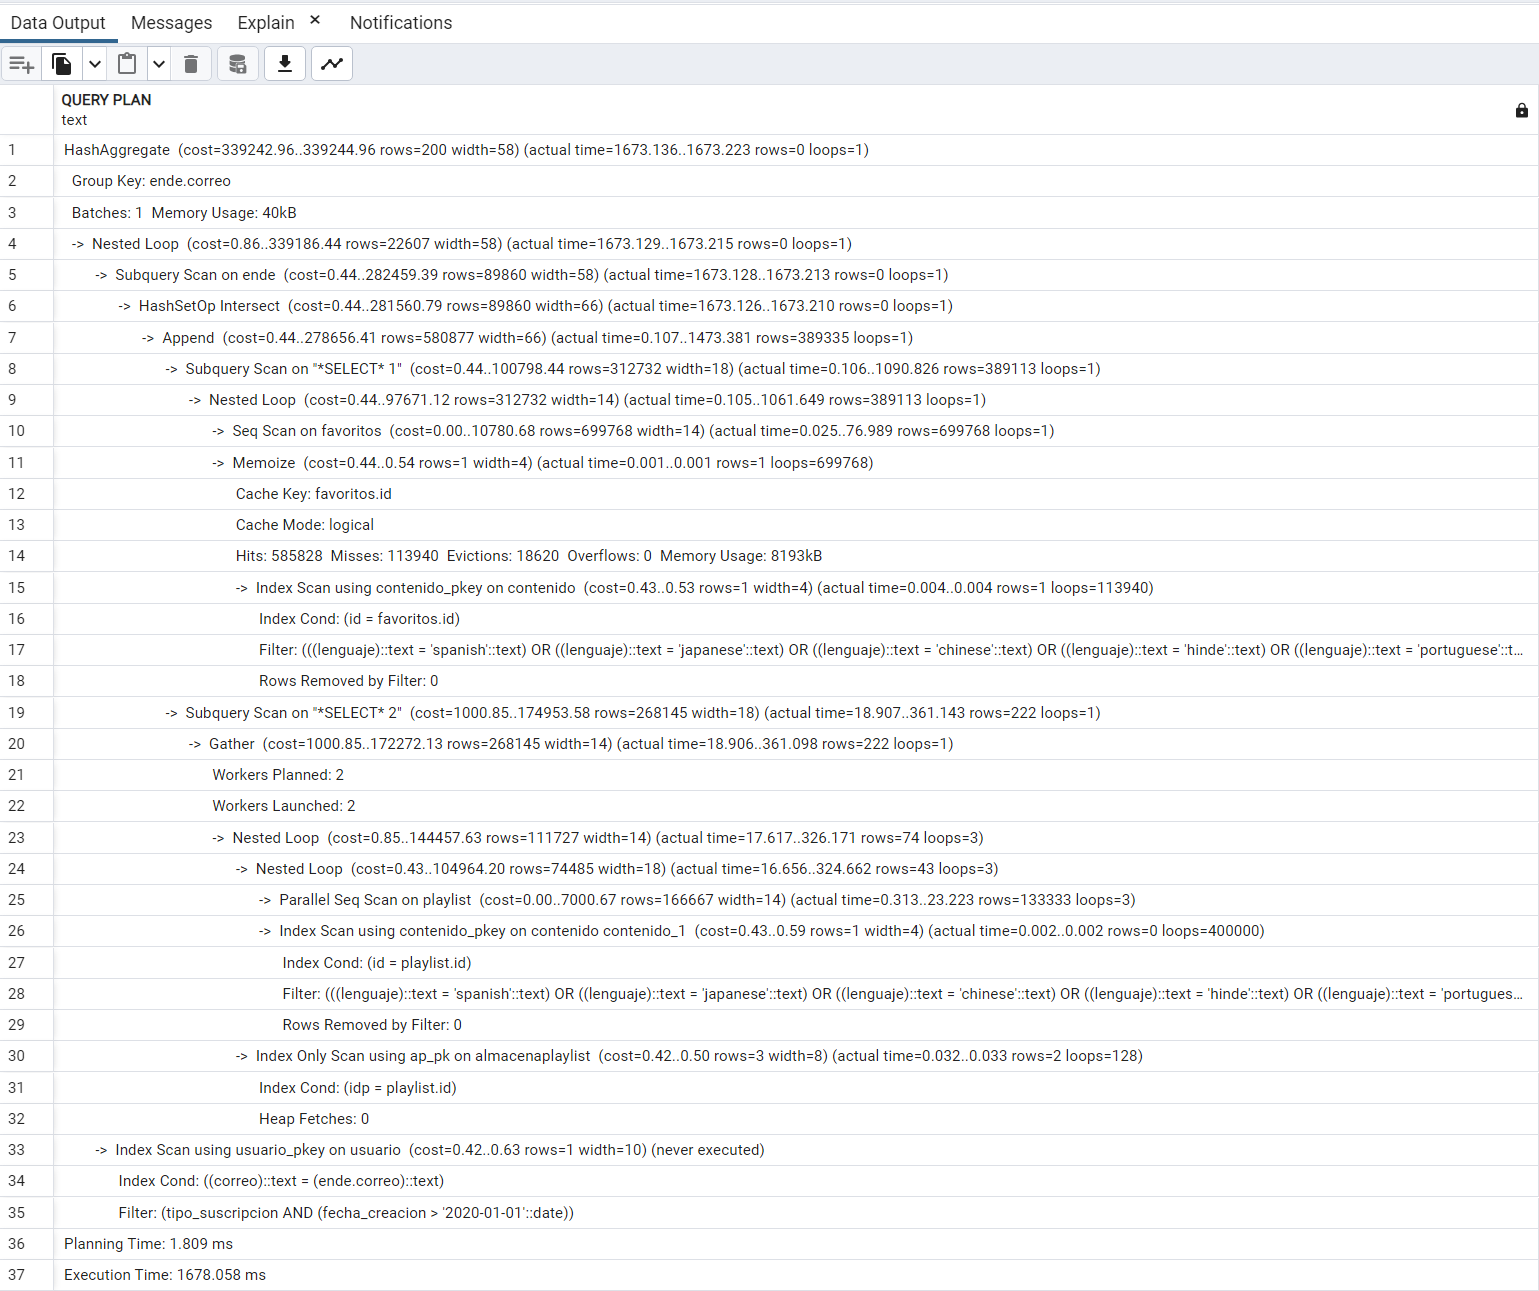 Data Output Messages Explain × Notifications
QUERY PLAN
text
1 HashAggregate (cost=339242.96..339244.96 rows=200 width=58) (actual time=1673.136..1673.223 rows=0 loops=1)
2 Group Key: ende.correo
3 Batches: 1 Memory Usage: 40kB
4 -> Nested Loop (cost=0.86..339186.44 rows=22607 width=58) (actual time=1673.129..1673.215 rows=0 loops=1)
5 -> Subquery Scan on ende (cost=0.44..282459.39 rows=89860 width=58) (actual time=1673.128..1673.213 rows=0 loops=1)
6 -> HashSetOp Intersect (cost=0.44..281560.79 rows=89860 width=66) (actual time=1673.126..1673.210 rows=0 loops=1)
7 -> Append (cost=0.44..278656.41 rows=580877 width=66) (actual time=0.107..1473.381 rows=389335 loops=1)
8 -> Subquery Scan on "*SELECT* 1" (cost=0.44..100798.44 rows=312732 width=18) (actual time=0.106..1090.826 rows=389113 loops=1)
9 -> Nested Loop (cost=0.44..97671.12 rows=312732 width=14) (actual time=0.105..1061.649 rows=389113 loops=1)
10 -> Seq Scan on favoritos (cost=0.00..10780.68 rows=699768 width=14) (actual time=0.025..76.989 rows=699768 loops=1)
11 -> Memoize (cost=0.44..0.54 rows=1 width=4) (actual time=0.001..0.001 rows=1 loops=699768)
12 Cache Key: favoritos.id
13 Cache Mode: logical
14 Hits: 585828 Misses: 113940 Evictions: 18620 Overflows: 0 Memory Usage: 8193kB
15 -> Index Scan using contenido_pkey on contenido (cost=0.43..0.53 rows=1 width=4) (actual time=0.004..0.004 rows=1 loops=113940)
16 Index Cond: (id = favoritos.id)
17 Filter: (((lenguaje)::text = 'spanish'::text) OR ((lenguaje)::text = 'japanese'::text) OR ((lenguaje)::text = 'chinese'::text) OR ((lenguaje)::text = 'hinde'::text) OR ((lenguaje)::text = 'portuguese'::t...
18 Rows Removed by Filter: 0
19 -> Subquery Scan on "*SELECT* 2" (cost=1000.85..174953.58 rows=268145 width=18) (actual time=18.907..361.143 rows=222 loops=1)
20 -> Gather (cost=1000.85..172272.13 rows=268145 width=14) (actual time=18.906..361.098 rows=222 loops=1)
21 Workers Planned: 2
22 Workers Launched: 2
23 -> Nested Loop (cost=0.85..144457.63 rows=111727 width=14) (actual time=17.617..326.171 rows=74 loops=3)
24 -> Nested Loop (cost=0.43..104964.20 rows=74485 width=18) (actual time=16.656..324.662 rows=43 loops=3)
25 -> Parallel Seq Scan on playlist (cost=0.00..7000.67 rows=166667 width=14) (actual time=0.313..23.223 rows=133333 loops=3)
26 -> Index Scan using contenido_pkey on contenido contenido_1 (cost=0.43..0.59 rows=1 width=4) (actual time=0.002..0.002 rows=0 loops=400000)
27 Index Cond: (id = playlist.id)
28 Filter: (((lenguaje)::text = 'spanish'::text) OR ((lenguaje)::text = 'japanese'::text) OR ((lenguaje)::text = 'chinese'::text) OR ((lenguaje)::text = 'hinde'::text) OR ((lenguaje)::text = 'portugues...
29 Rows Removed by Filter: 0
30 -> Index Only Scan using ap_pk on almacenaplaylist (cost=0.42..0.50 rows=3 width=8) (actual time=0.032..0.033 rows=2 loops=128)
31 Index Cond: (idp = playlist.id)
32 Heap Fetches: 0
33 -> Index Scan using usuario_pkey on usuario (cost=0.42..0.63 rows=1 width=10) (never executed)
34 Index Cond: ((correo)::text = (ende.correo)::text)
35 Filter: (tipo_suscripcion AND (fecha_creacion > '2020-01-01'::date))
36 Planning Time: 1.809 ms
37 Execution Time: 1678.058 ms